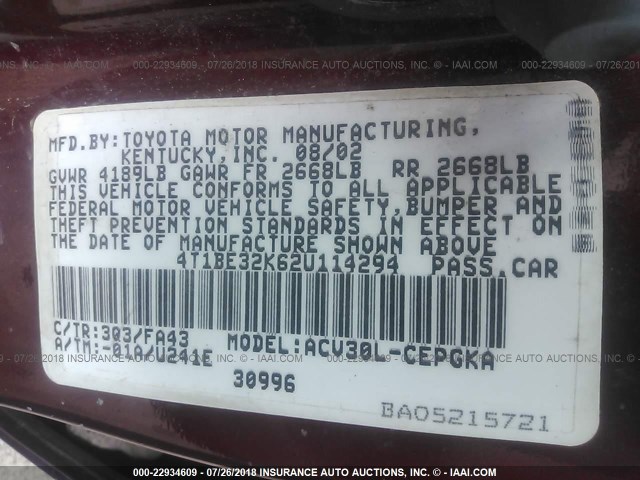 000-22934609 - 07/26/2018 INSURANCE AUTO AUCTIONS, INC. - © IAAI.COM
MFD.BY:TOYOTA MOTOR MANUFACTURING,
KENTUCKY,INC. 08/02
GVWR 4189LB GAWR FR 2668LB RR 2668LB
THIS VEHICLE CONFORMS TO ALL APPLICABLE
FEDERAL MOTOR VEHICLE SAFETY,BUMPER AND
THEFT PREVENTION STANDARDS IN EFFECT ON
THE DATE OF MANUFACTURE SHOWN ABOVE.
4T1BE32K62U114294 PASS.CAR
C/TR:3Q3/FA43 MODEL:ACV30L-CEPGKA
A/TM:-010/U241E
30996
BA05215721
000-22934609 - 07/26/2018 INSURANCE AUTO AUCTIONS, INC. - © IAAI.COM